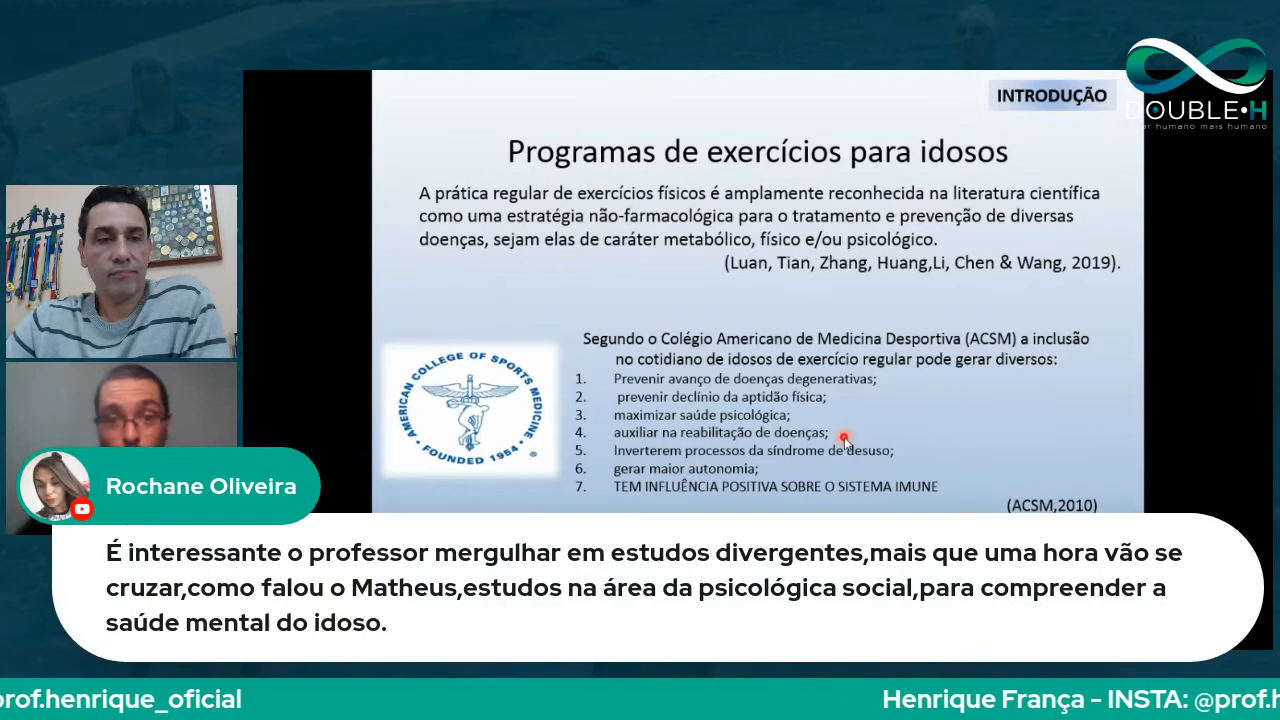 INTRODUÇÃO
DOUBLE•H
Programas de exercícios para idosos
A prática regular de exercícios físicos é amplamente reconhecida na literatura científica
como uma estratégia não-farmacológica para o tratamento e prevenção de diversas
doenças, sejam elas de caráter metabólico, físico e/ou psicológico.
(Luan, Tian, Zhang, Huang,Li, Chen & Wang, 2019).
Segundo o Colégio Americano de Medicina Desportiva (ACSM) a inclusão
no cotidiano de idosos de exercício regular pode gerar diversos:
1. Prevenir avanço de doenças degenerativas;
2. prevenir declínio da aptidão física;
3. maximizar saúde psicológica;
4. auxiliar na reabilitação de doenças;
5. Inverterem processos da síndrome de desuso;
6. gerar maior autonomia;
7. TEM INFLUÊNCIA POSITIVA SOBRE O SISTEMA IMUNE
(ACSM,2010)
AMERICAN COLLEGE OF SPORTS MEDICINE
• FOUNDED 1954 •
Rochane Oliveira
É interessante o professor mergulhar em estudos divergentes,mais que uma hora vão se
cruzar,como falou o Matheus,estudos na área da psicológica social,para compreender a
saúde mental do idoso.
prof.henrique_oficial
Henrique França - INSTA: @prof.h